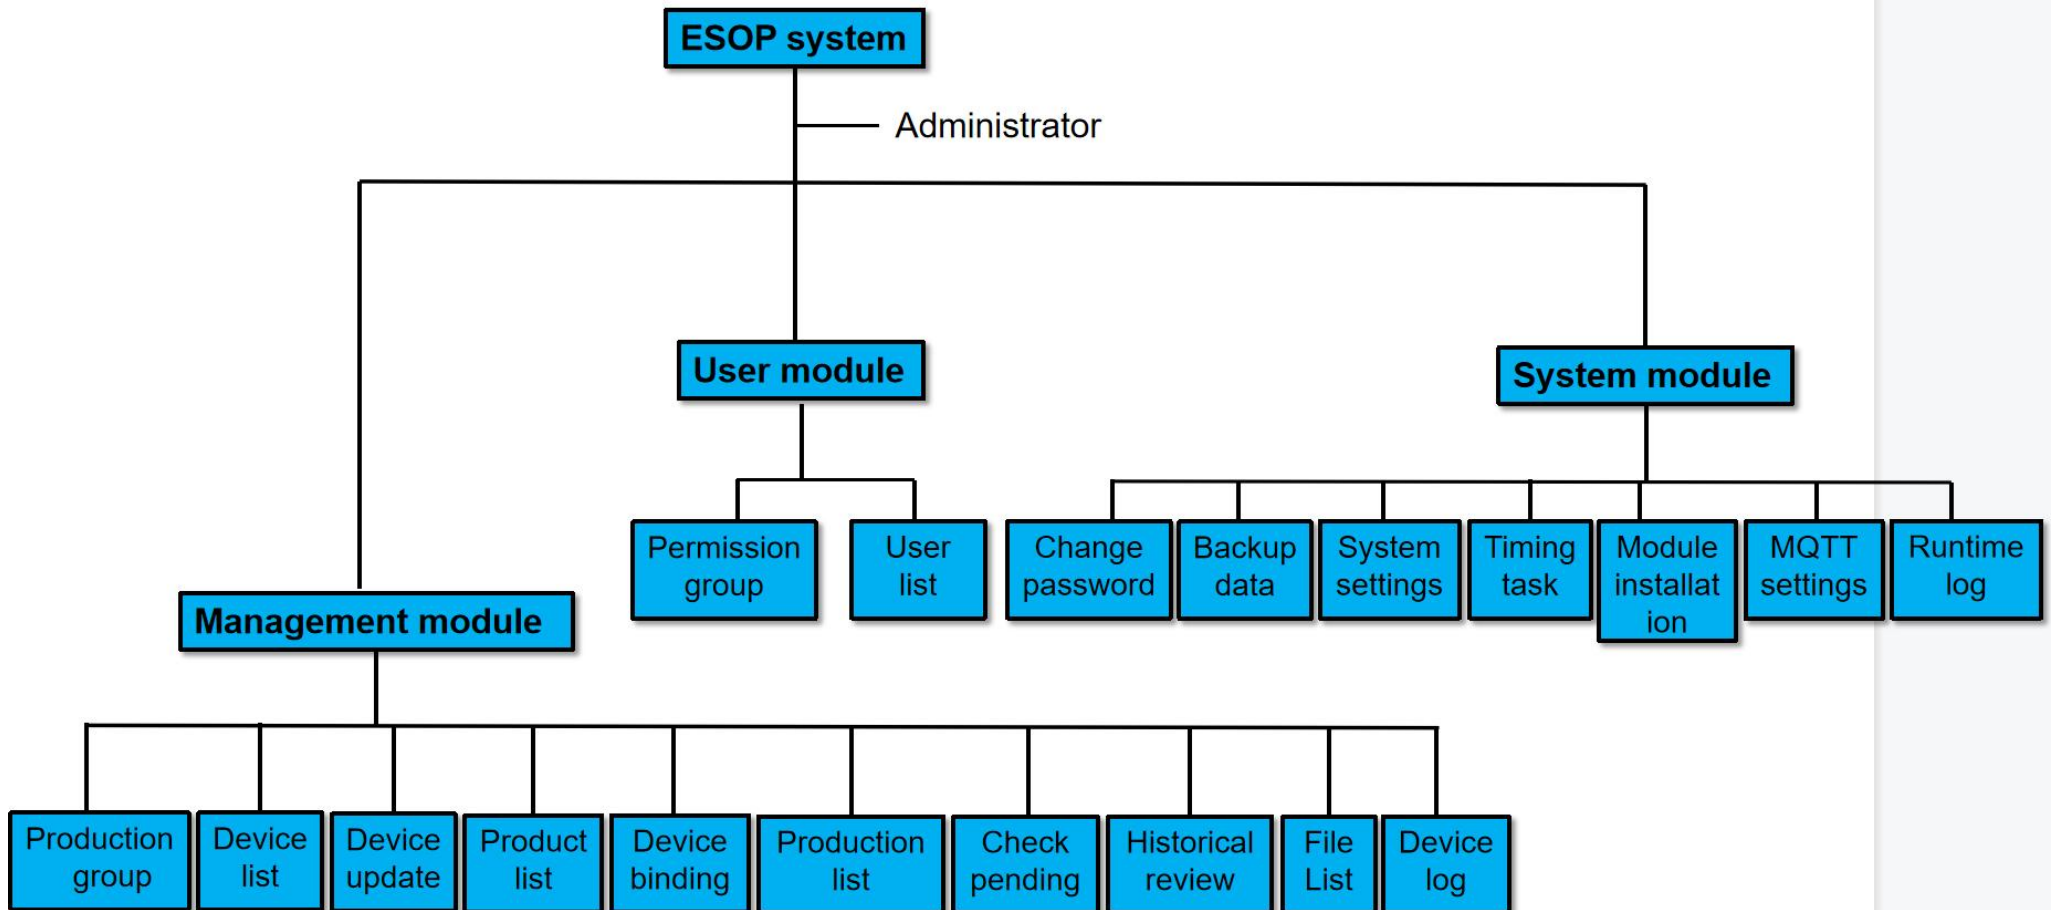 ESOP system
Administrator
User module
System module
Permission
group
User
list
Change
password
Backup
data
System
settings
Timing
task
Module
installat
ion
MQTT
settings
Runtime
log
Management module
Production
group
Device
list
Device
update
Product
list
Device
binding
Production
list
Check
pending
Historical
review
File
List
Device
log